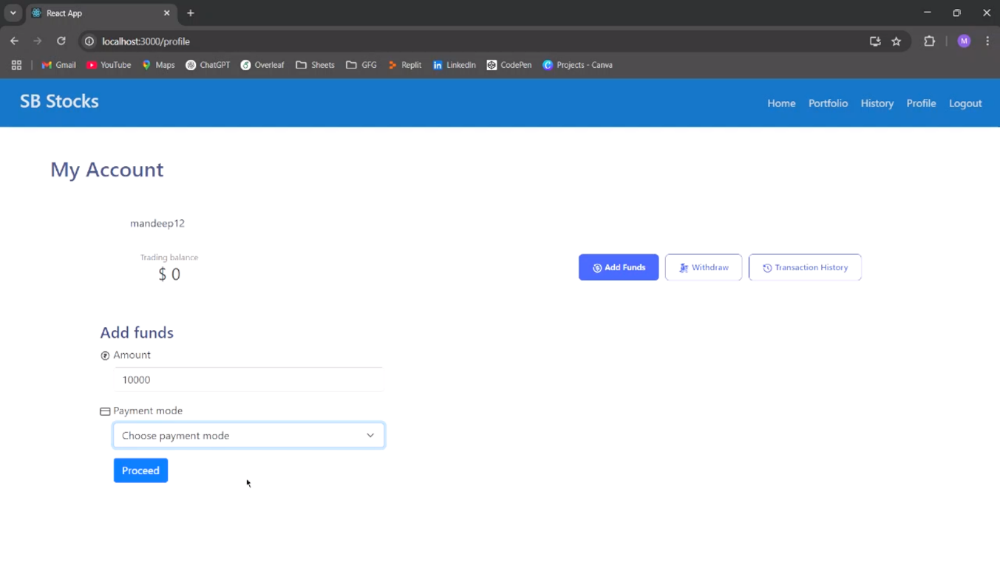 React App
localhost:3000/profile
M
Gmail YouTube Maps ChatGPT Overleaf Sheets GFG Replit LinkedIn CodePen Projects - Canva
SB Stocks
Home Portfolio History Profile Logout
My Account
mandeep12
Trading balance
$ 0
Add Funds Withdraw Transaction History
Add funds
Amount
10000
Payment mode
Choose payment mode
Proceed